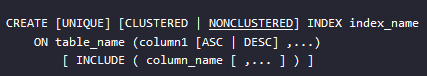 CREATE [UNIQUE] [CLUSTERED | NONCLUSTERED] INDEX index_name
ON table_name (column1 [ASC | DESC] ,...)
[ INCLUDE ( column_name [ ,... ] ) ]